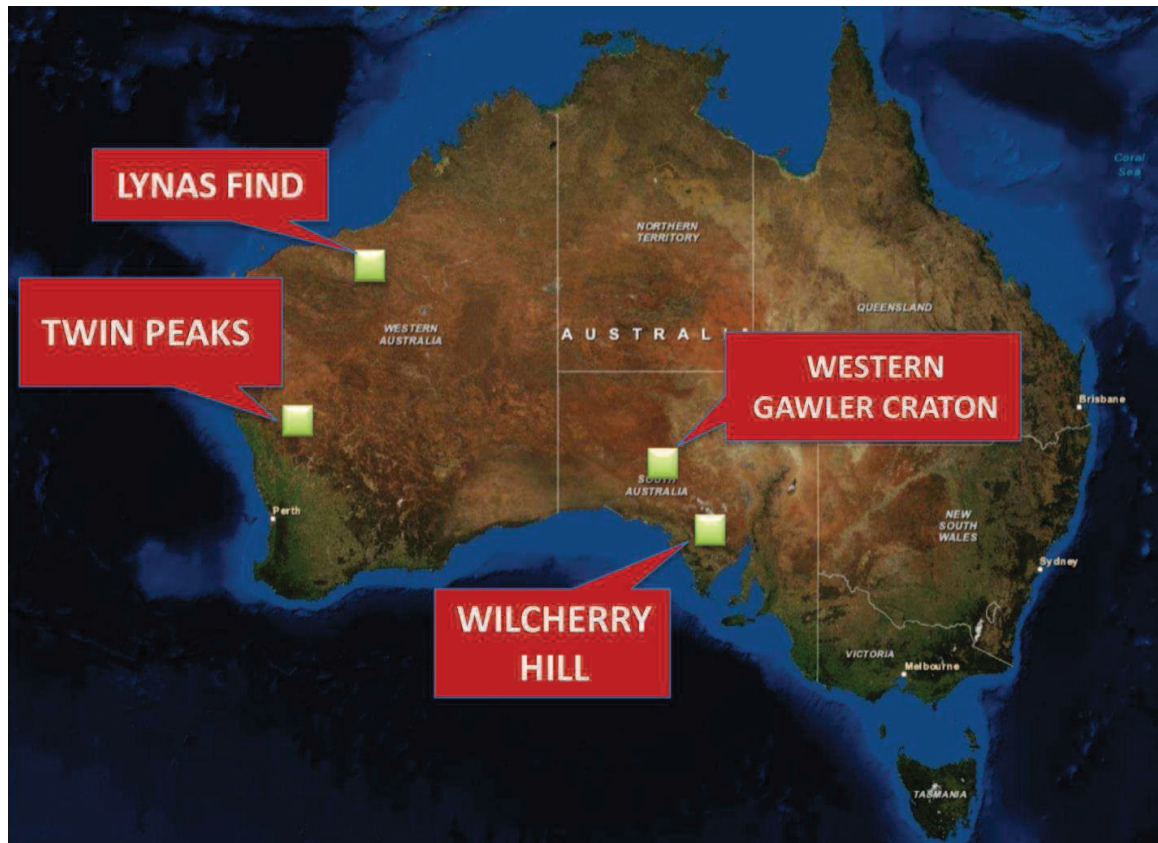 Coral
Sea
LYNAS FIND
NORTHERN
TERRITORY
TWIN PEAKS
QUEENSLAND
WESTERN
AUSTRALIA
AUSTRALIA
WESTERN
GAWLER CRATON
Brisbane
SOUTH
AUSTRALIA
Perth
NEW
SOUTH
WALES
Sydney
WILCHERRY
HILL
VICTORIA
Melbourne
TASMANIA